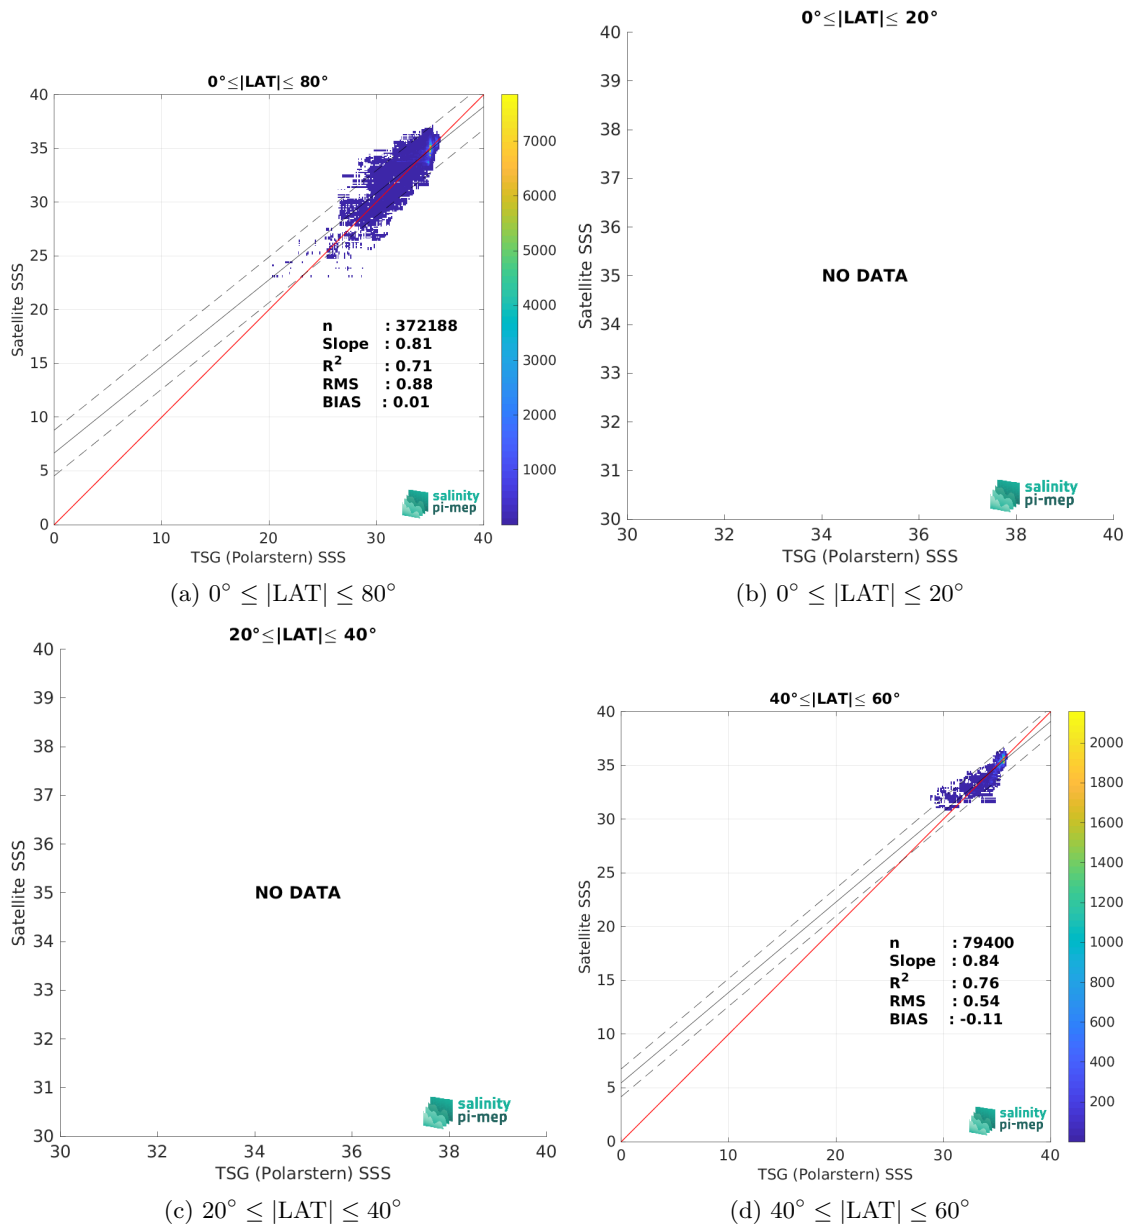 0°≤|LAT|≤ 80°
40
35
30
25
20
15
10
5
0
Satellite SSS
n : 372188
Slope : 0.81
R² : 0.71
RMS : 0.88
BIAS : 0.01
salinity
pi-mep
0 10 20 30 40
TSG (Polarstern) SSS
7000
6000
5000
4000
3000
2000
1000
(a) 0° ≤ |LAT| ≤ 80°
0°≤|LAT|≤ 20°
40
39
38
37
36
35
34
33
32
31
30
Satellite SSS
NO DATA
salinity
pi-mep
30 32 34 36 38 40
TSG (Polarstern) SSS
(b) 0° ≤ |LAT| ≤ 20°
20°≤|LAT|≤ 40°
40
39
38
37
36
35
34
33
32
31
30
Satellite SSS
NO DATA
salinity
pi-mep
30 32 34 36 38 40
TSG (Polarstern) SSS
(c) 20° ≤ |LAT| ≤ 40°
40°≤|LAT|≤ 60°
40
35
30
25
20
15
10
5
0
Satellite SSS
n : 79400
Slope : 0.84
R² : 0.76
RMS : 0.54
BIAS : -0.11
salinity
pi-mep
0 10 20 30 40
TSG (Polarstern) SSS
2000
1800
1600
1400
1200
1000
800
600
400
200
(d) 40° ≤ |LAT| ≤ 60°